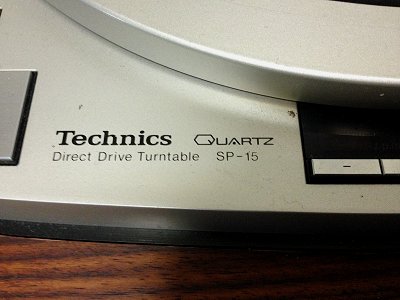 Technics QUARTZ
Direct Drive Turntable SP-15
−